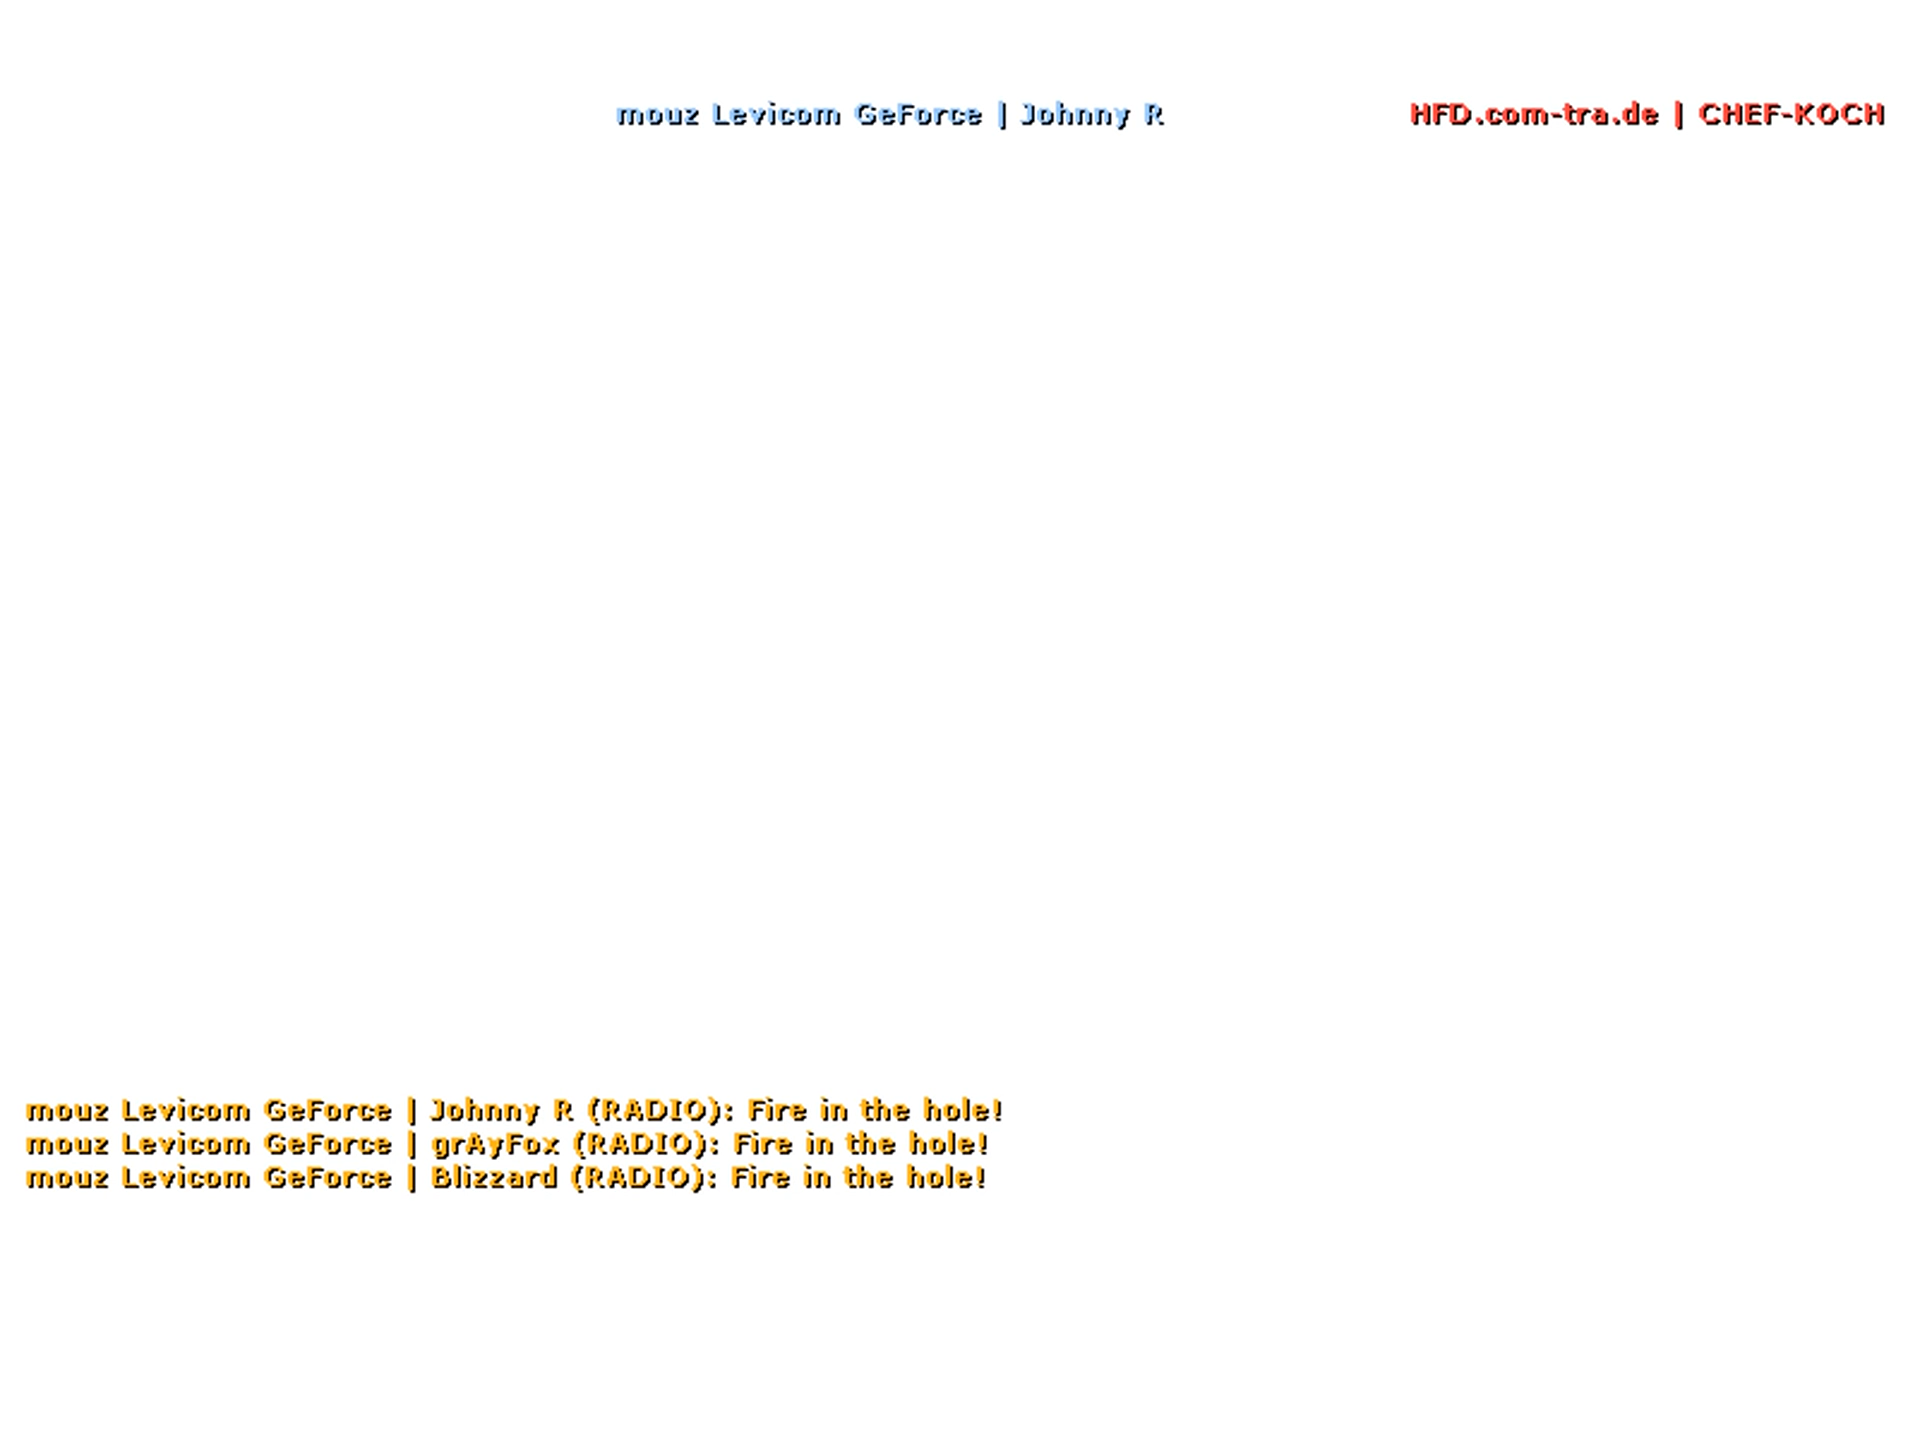 mouz Levicom GeForce | Johnny R HFD.com-tra.de | CHEF-KOCH
mouz Levicom GeForce | Johnny R (RADIO): Fire in the hole!
mouz Levicom GeForce | grAyFox (RADIO): Fire in the hole!
mouz Levicom GeForce | Blizzard (RADIO): Fire in the hole!